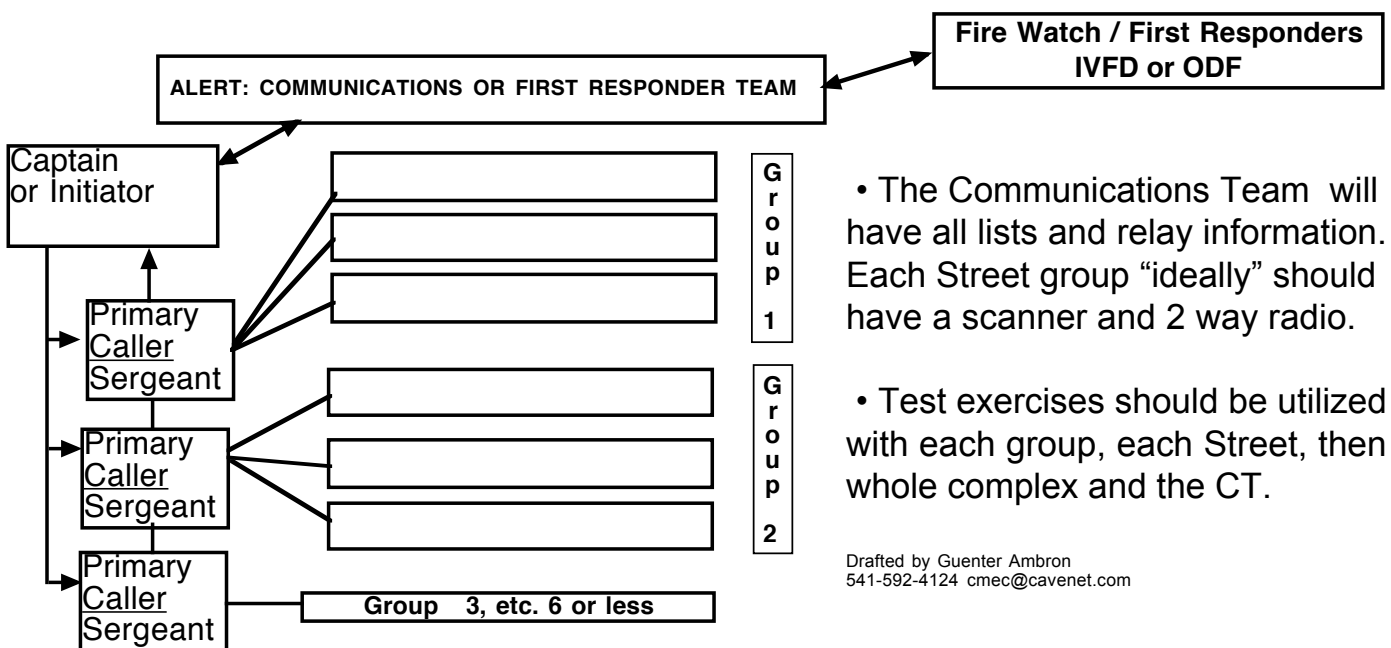 Fire Watch / First Responders
IVFD or ODF
ALERT: COMMUNICATIONS OR FIRST RESPONDER TEAM
Captain
or Initiator
Primary
Caller
Sergeant
Group 1
Primary
Caller
Sergeant
Group 2
Primary
Caller
Sergeant
Group 3, etc. 6 or less
• The Communications Team will
have all lists and relay information.
Each Street group “ideally” should
have a scanner and 2 way radio.
• Test exercises should be utilized
with each group, each Street, then
whole complex and the CT.
Drafted by Guenter Ambron
541-592-4124 cmec@cavenet.com